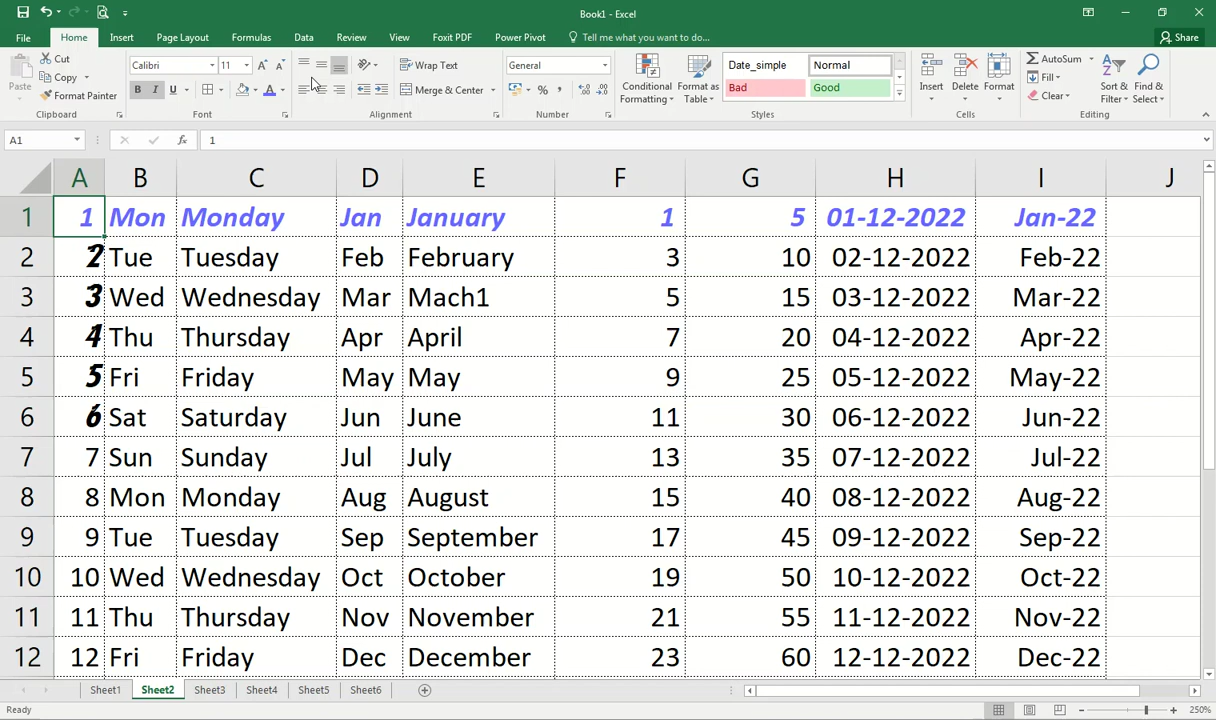 Book1 - Excel
File Home Insert Page Layout Formulas Data Review View Foxit PDF Power Pivot Tell me what you want to do... Share
Cut Calibri 11 A A Wrap Text General Date_simple Normal AutoSum
Paste Copy Conditional Formatting Format as Table Insert Delete Format Fill Sort & Filter Find & Select
Format Painter B I U A Merge & Center % , Bad Good Clear
Clipboard Font Alignment Number Styles Cells Editing
A1 fx 1
A B C D E F G H I J
1 1 Mon Monday Jan January 1 5 01-12-2022 Jan-22
2 2 Tue Tuesday Feb February 3 10 02-12-2022 Feb-22
3 3 Wed Wednesday Mar Mach1 5 15 03-12-2022 Mar-22
4 4 Thu Thursday Apr April 7 20 04-12-2022 Apr-22
5 5 Fri Friday May May 9 25 05-12-2022 May-22
6 6 Sat Saturday Jun June 11 30 06-12-2022 Jun-22
7 7 Sun Sunday Jul July 13 35 07-12-2022 Jul-22
8 8 Mon Monday Aug August 15 40 08-12-2022 Aug-22
9 9 Tue Tuesday Sep September 17 45 09-12-2022 Sep-22
10 10 Wed Wednesday Oct October 19 50 10-12-2022 Oct-22
11 11 Thu Thursday Nov November 21 55 11-12-2022 Nov-22
12 12 Fri Friday Dec December 23 60 12-12-2022 Dec-22
Sheet1 Sheet2 Sheet3 Sheet4 Sheet5 Sheet6
Ready 250%